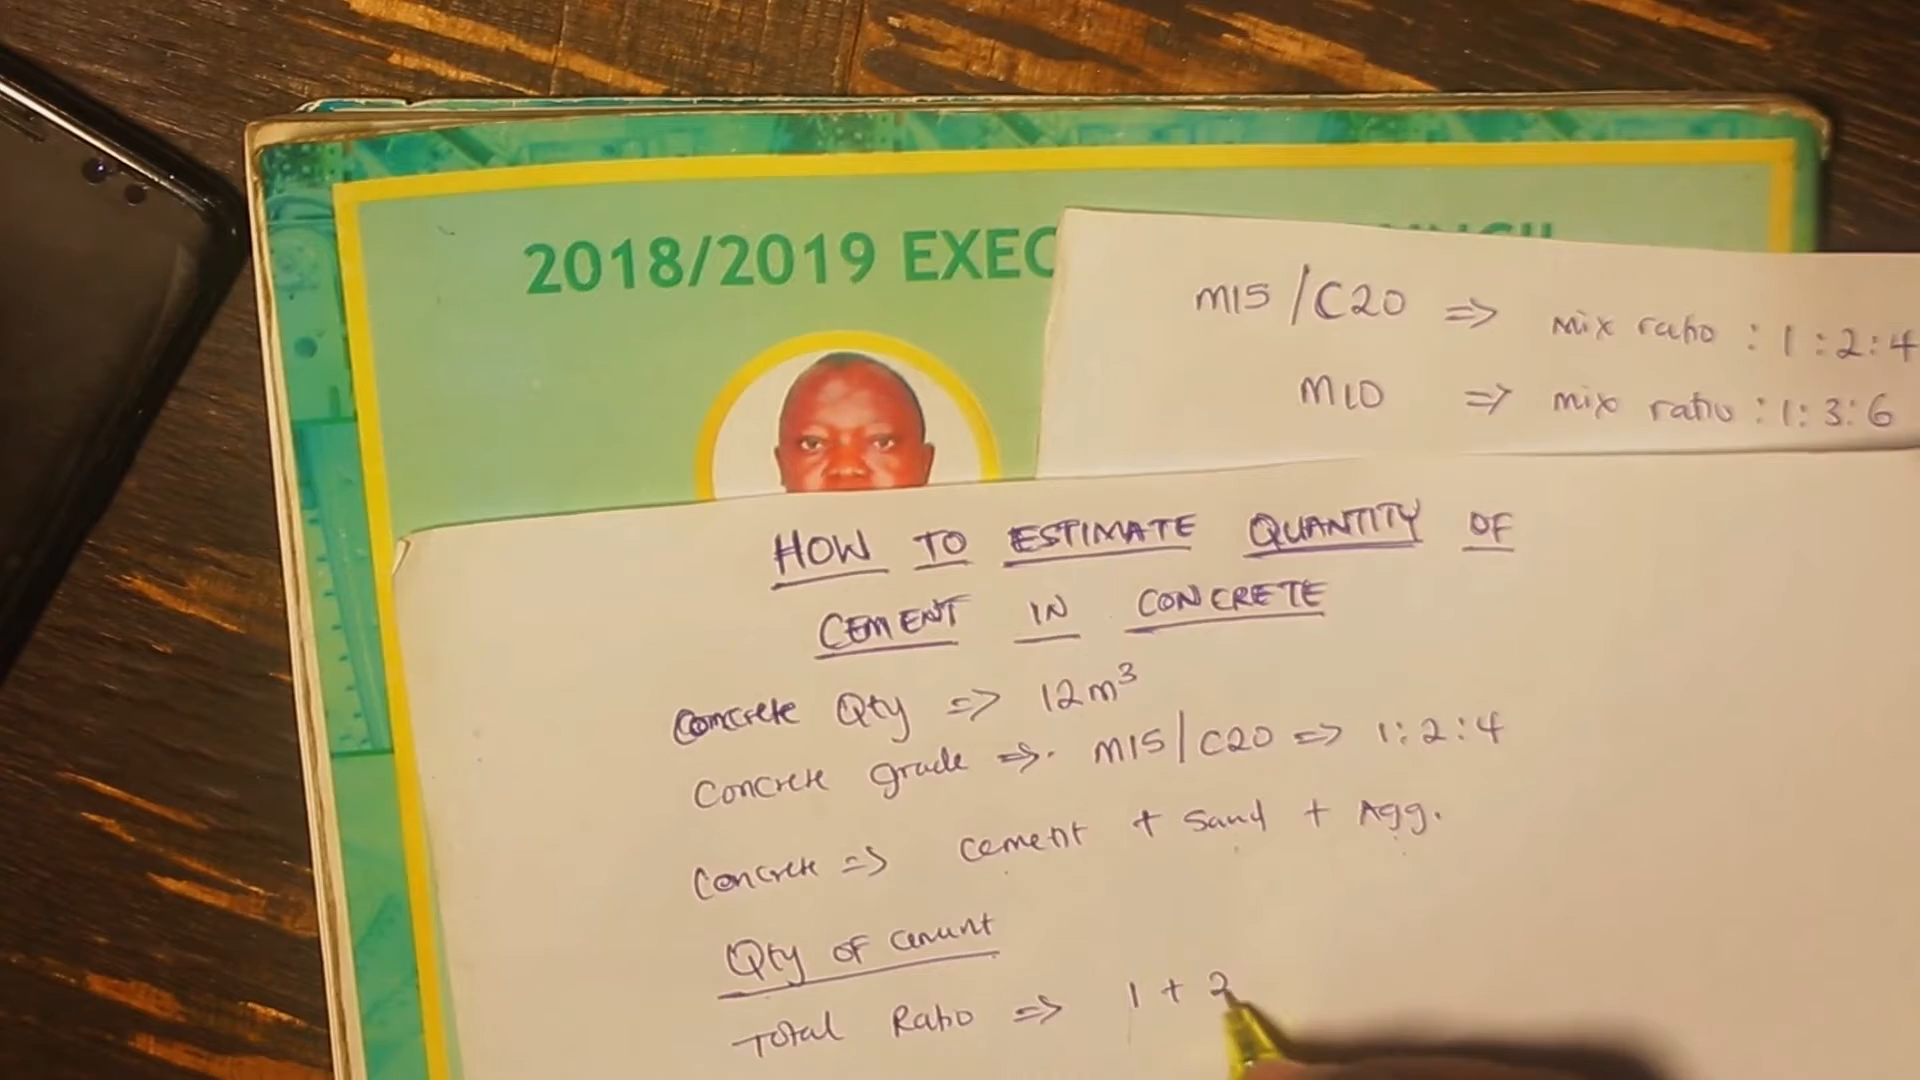 2018/2019 EXEC
M15/C20 => mix ratio : 1:2:4
M10 => mix ratio : 1:3:6
HOW TO ESTIMATE QUANTITY OF
CEMENT IN CONCRETE
Concrete Qty => 12m³
Concrete grade =>. M15/C20 => 1:2:4
Concrete => Cement + Sand + Agg.
Qty of cement
Total Ratio => 1 + 2